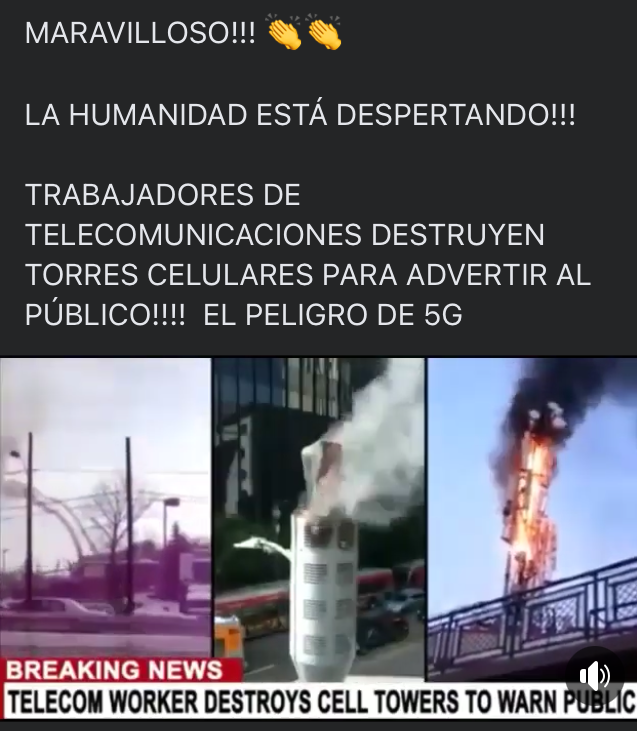 MARAVILLOSO!!! 👏👏
LA HUMANIDAD ESTÁ DESPERTANDO!!!
TRABAJADORES DE
TELECOMUNICACIONES DESTRUYEN
TORRES CELULARES PARA ADVERTIR AL
PÚBLICO!!!!  EL PELIGRO DE 5G
BREAKING NEWS
TELECOM WORKER DESTROYS CELL TOWERS TO WARN PUBLIC